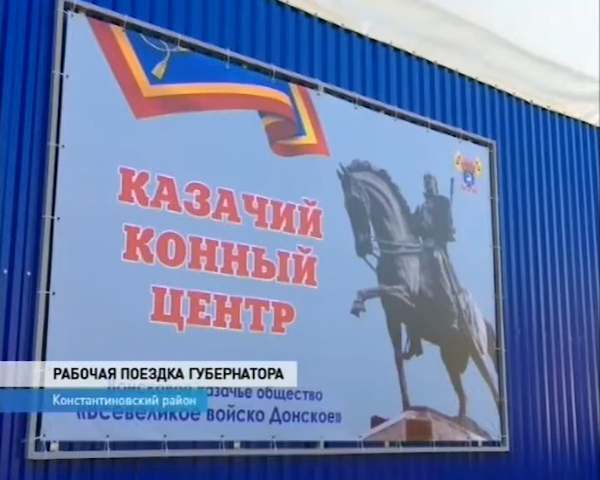 КАЗАЧИЙ
КОННЫЙ
ЦЕНТР
РАБОЧАЯ ПОЕЗДКА ГУБЕРНАТОРА
Константиновский район
казачье общество
«Всевеликое войско Донское»